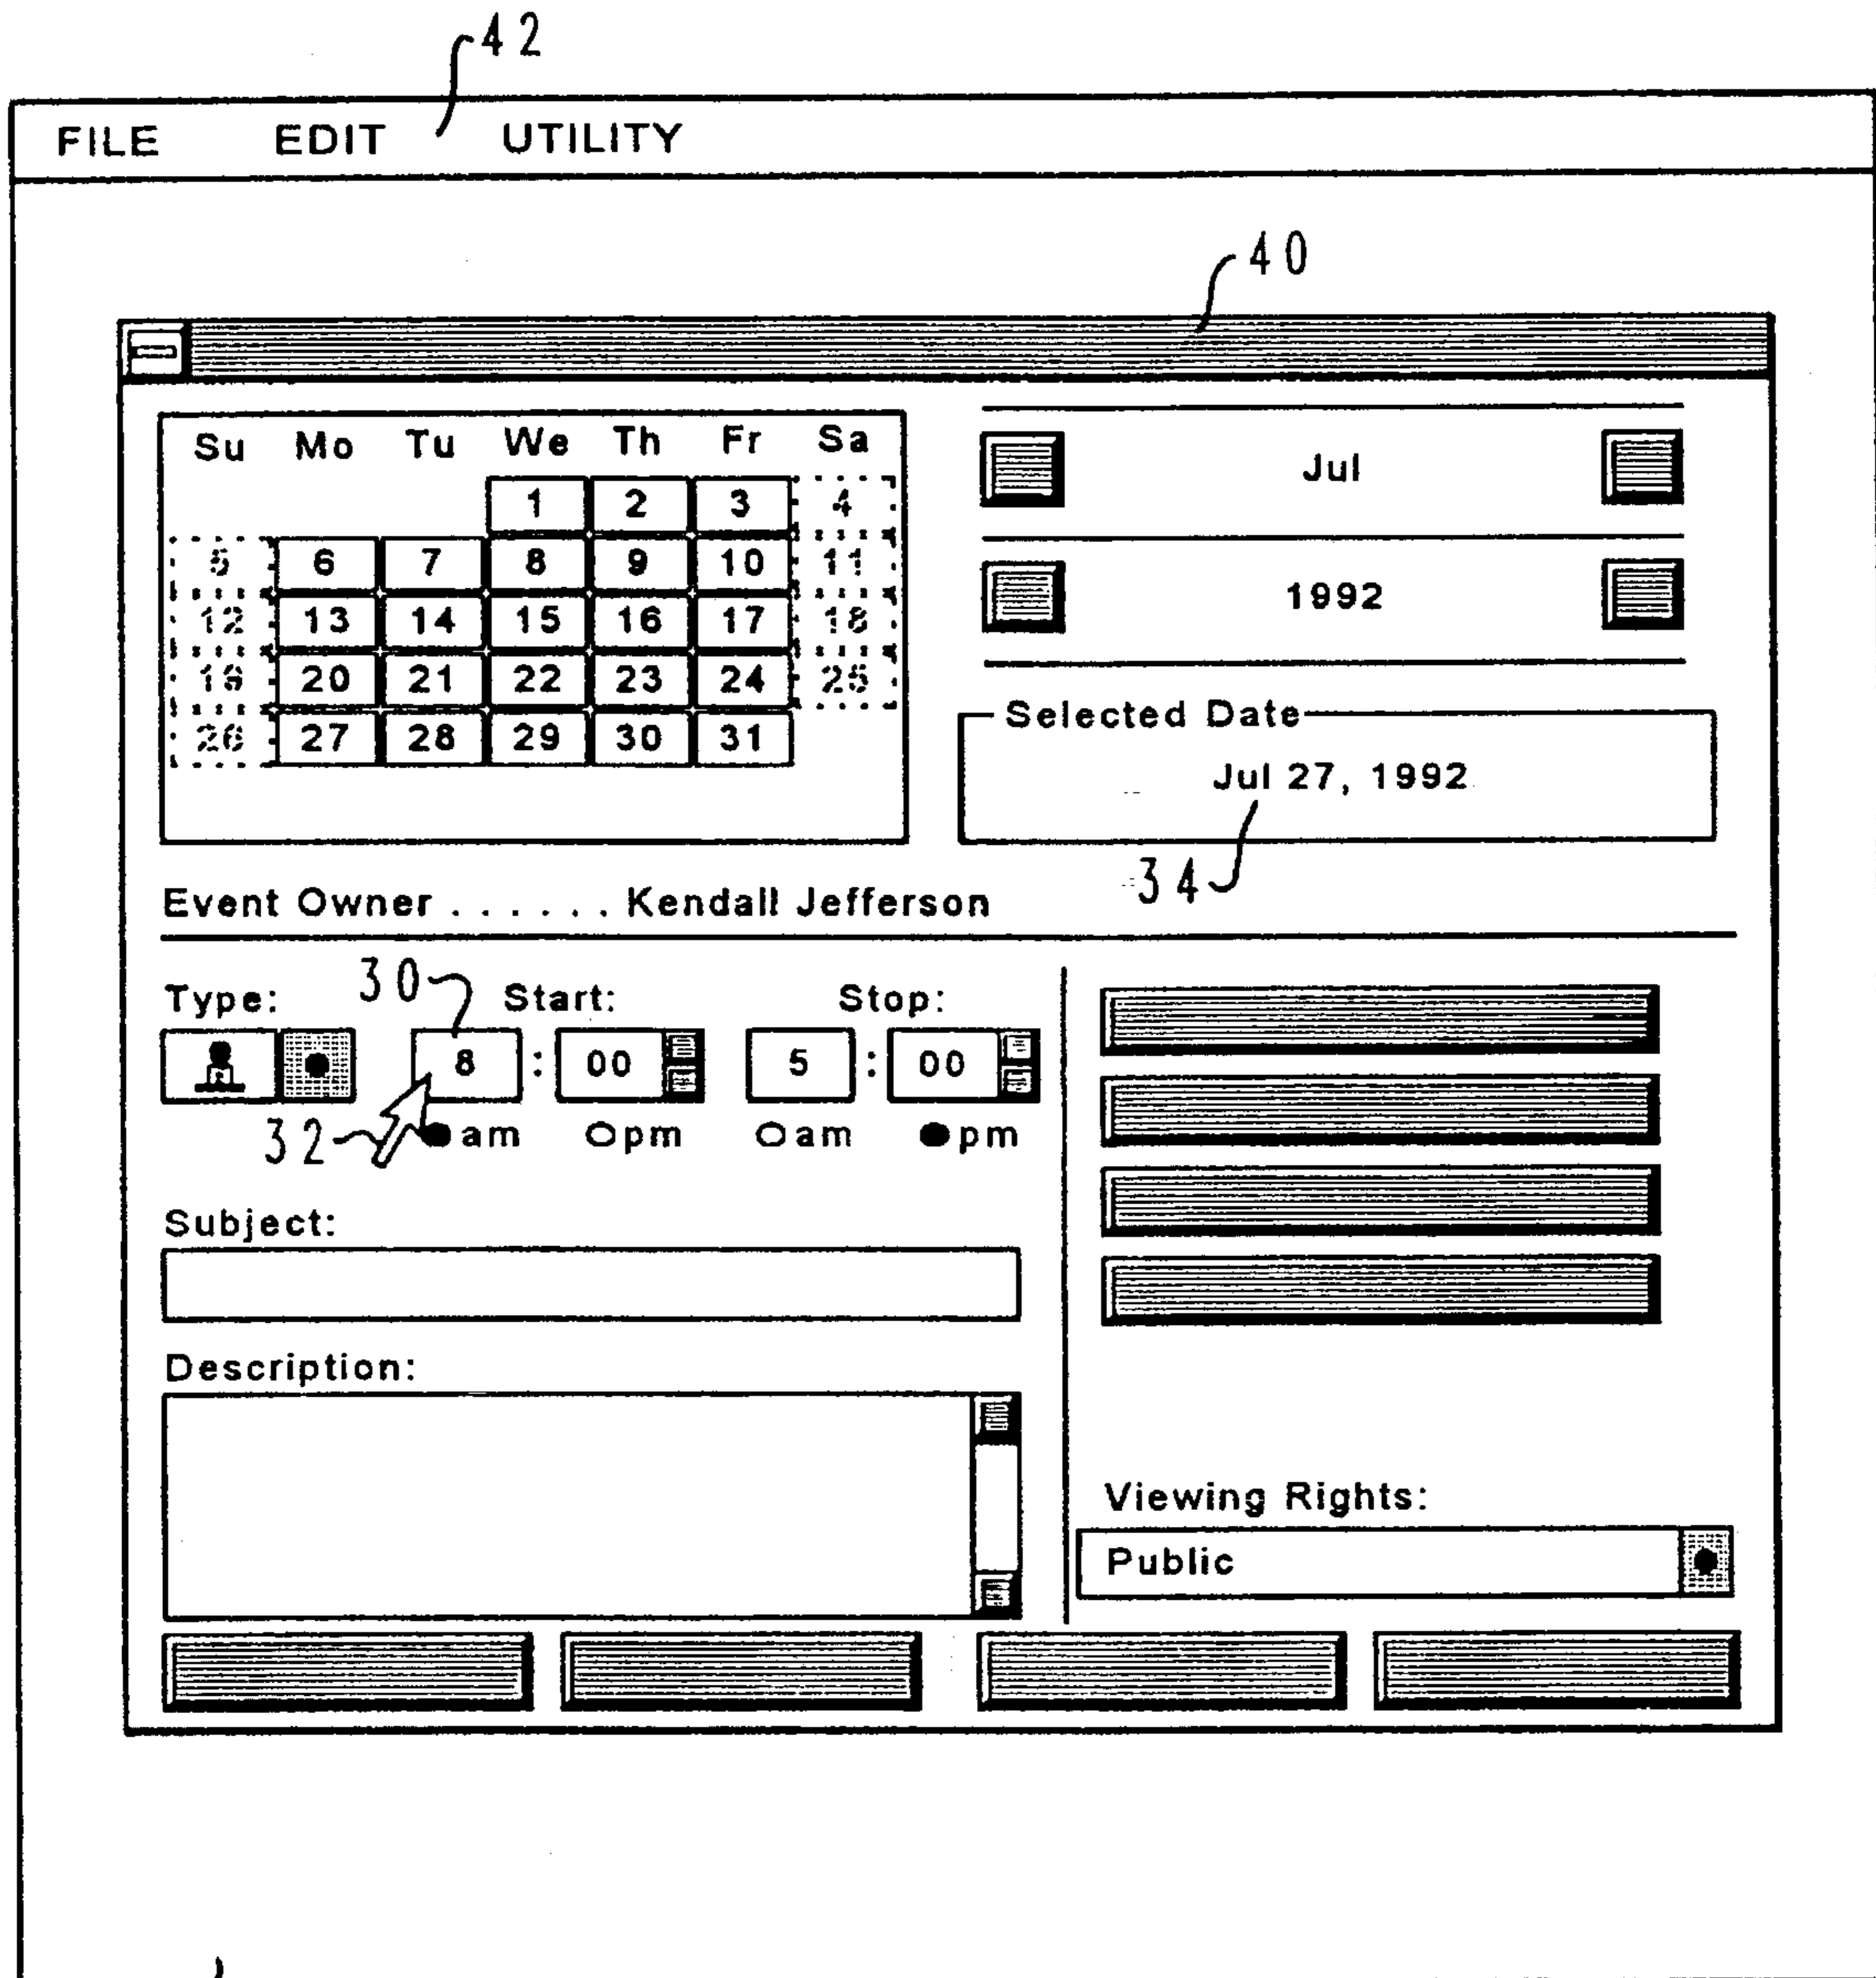 42
FILE EDIT UTILITY
40
Su Mo Tu We Th Fr Sa
1 2 3 4
5 6 7 8 9 10 11
12 13 14 15 16 17 18
19 20 21 22 23 24 25
26 27 28 29 30 31
Jul
1992
Selected Date
Jul 27, 1992
34
Event Owner . . . . . . Kendall Jefferson
30
Type: Start: Stop:
8 : 00 5 : 00
32
am pm am pm
Subject:
Description:
Viewing Rights:
Public